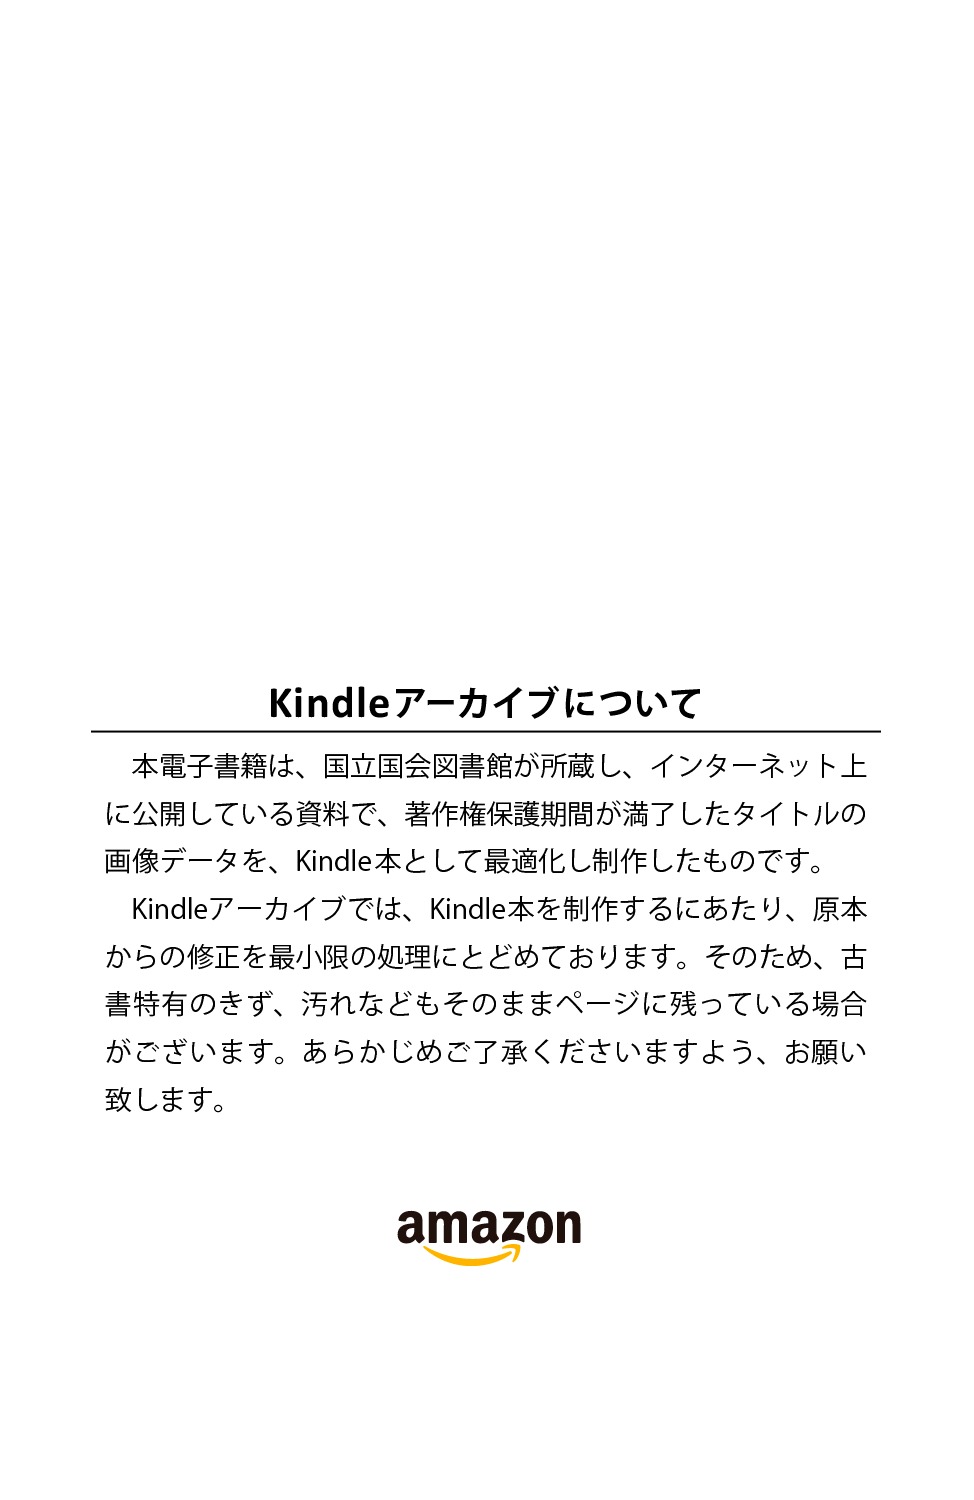 Kindleアーカイブについて
　本電子書籍は、国立国会図書館が所蔵し、インターネット上
に公開している資料で、著作権保護期間が満了したタイトルの
画像データを、Kindle本として最適化し制作したものです。
　Kindleアーカイブでは、Kindle本を制作するにあたり、原本
からの修正を最小限の処理にとどめております。そのため、古
書特有のきず、汚れなどもそのままページに残っている場合
がございます。あらかじめご了承くださいますよう、お願い
致します。
amazon